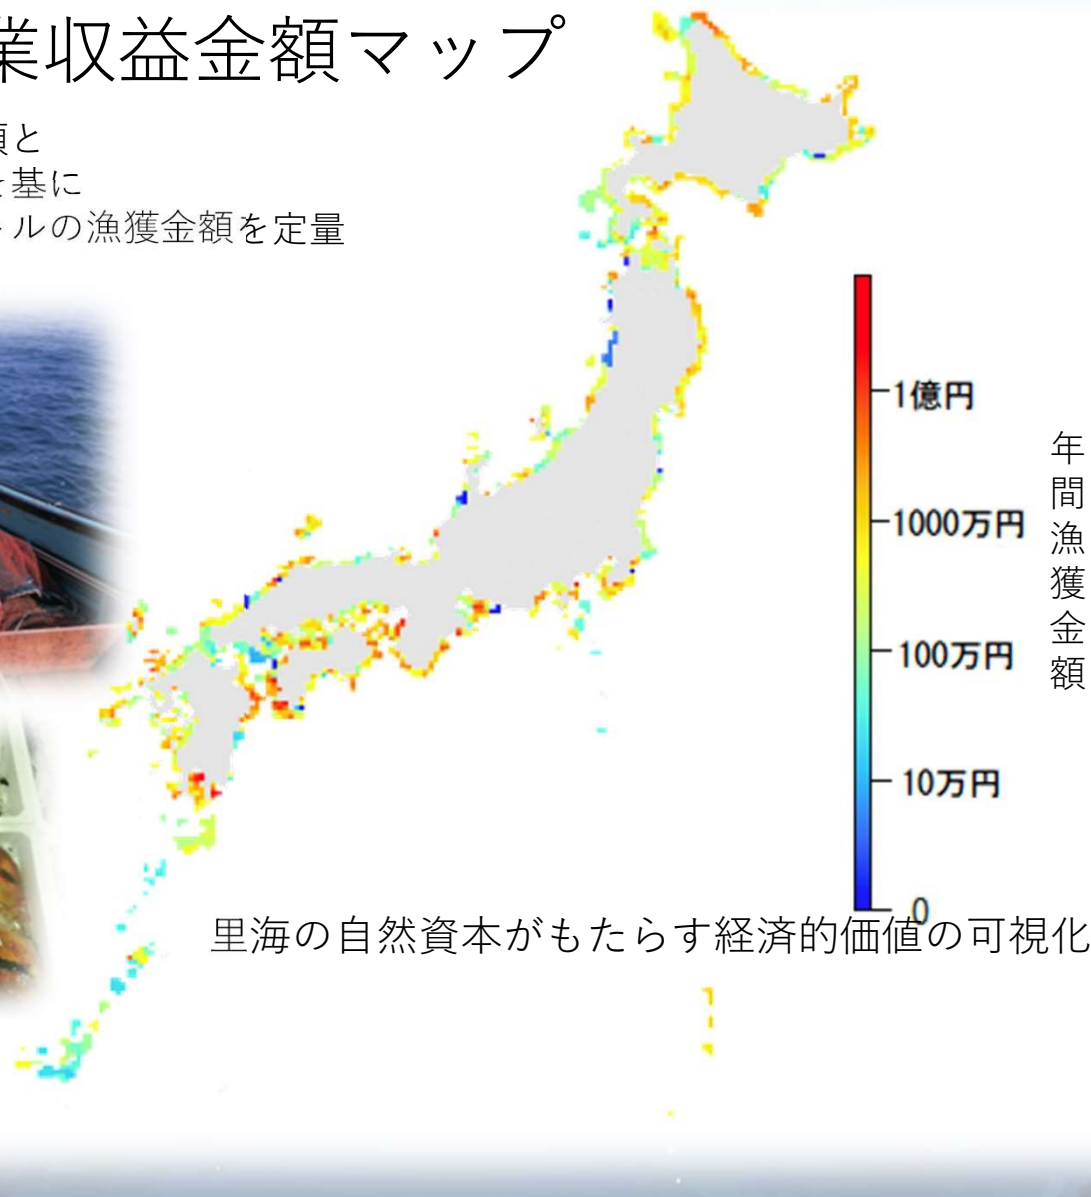 業収益金額マップ
額と
を基に
トルの漁獲金額を定量
1億円
1000万円
100万円
10万円
0
年間漁獲金額
里海の自然資本がもたらす経済的価値の可視化